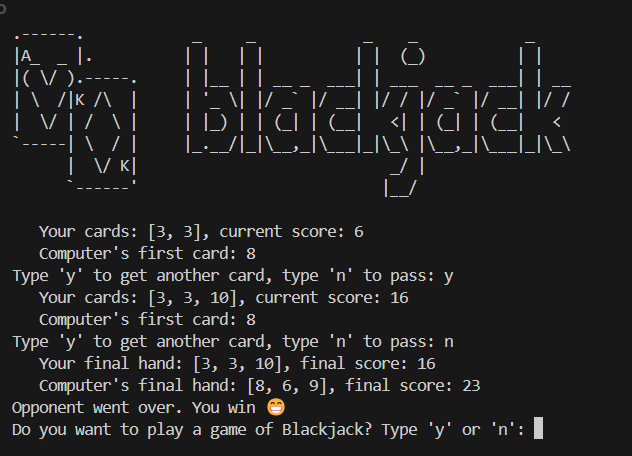 blackjack
A
K
K
Your cards: [3, 3], current score: 6
Computer's first card: 8
Type 'y' to get another card, type 'n' to pass: y
Your cards: [3, 3, 10], current score: 16
Computer's first card: 8
Type 'y' to get another card, type 'n' to pass: n
Your final hand: [3, 3, 10], final score: 16
Computer's final hand: [8, 6, 9], final score: 23
Opponent went over. You win 😁
Do you want to play a game of Blackjack? Type 'y' or 'n':